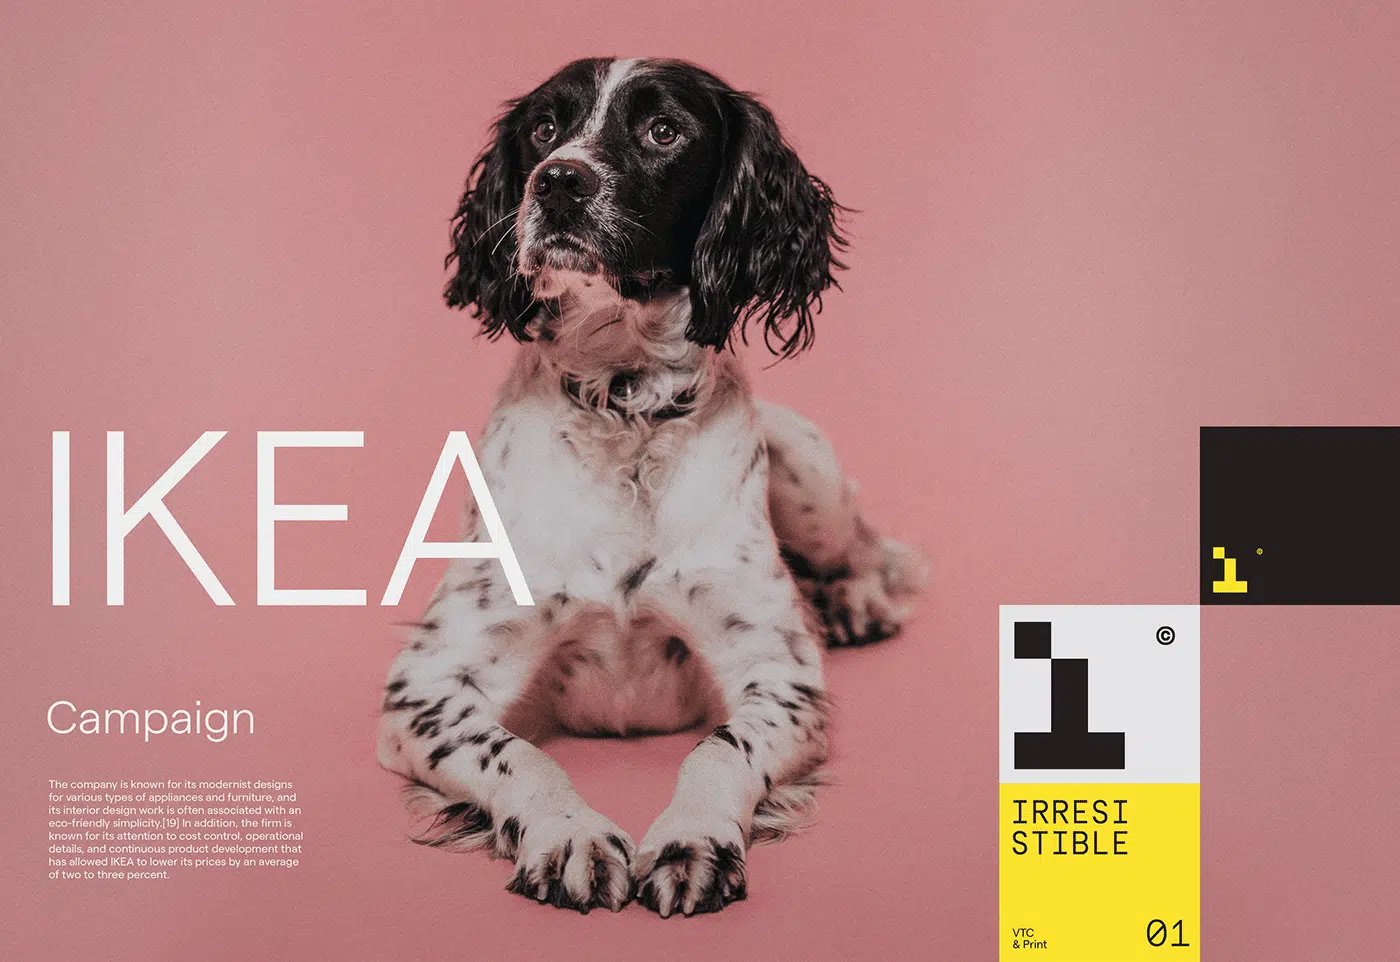 IKEA
Campaign
The company is known for its modernist designs
for various types of appliances and furniture, and
its interior design work is often associated with an
eco-friendly simplicity.[19] In addition, the firm is
known for its attention to cost control, operational
details, and continuous product development that
has allowed IKEA to lower its prices by an average
of two to three percent.
1 ©
1 ©
IRRESI
STIBLE
VTC
& Print
01